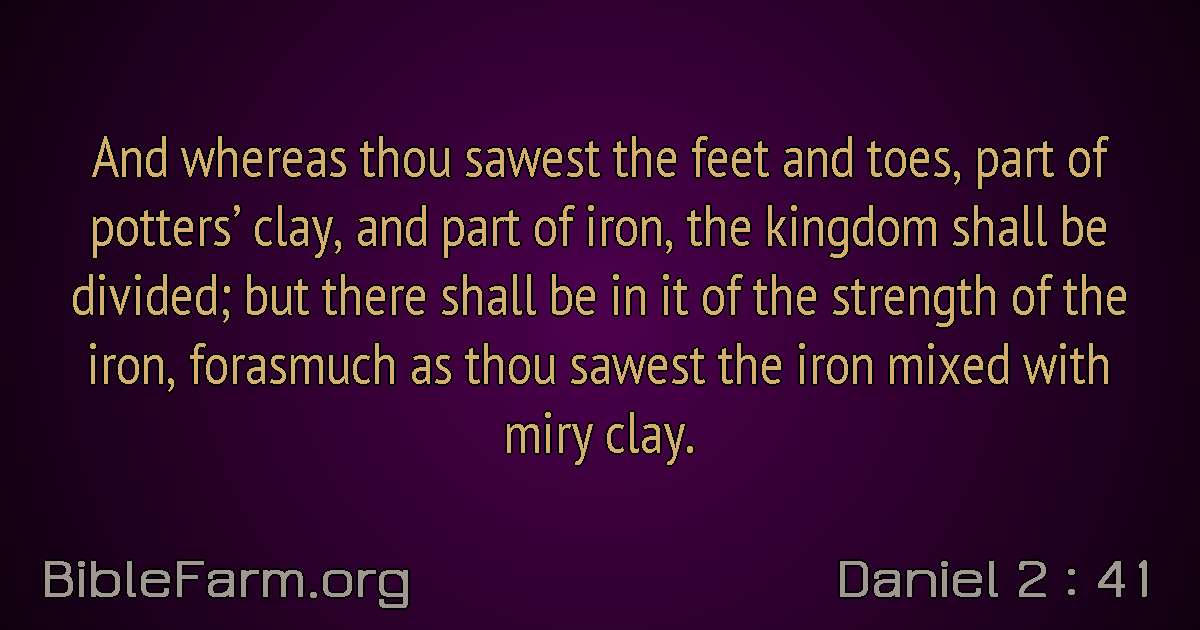 And whereas thou sawest the feet and toes, part of
potters’ clay, and part of iron, the kingdom shall be
divided; but there shall be in it of the strength of the
iron, forasmuch as thou sawest the iron mixed with
miry clay.
BibleFarm.org
Daniel 2 : 41